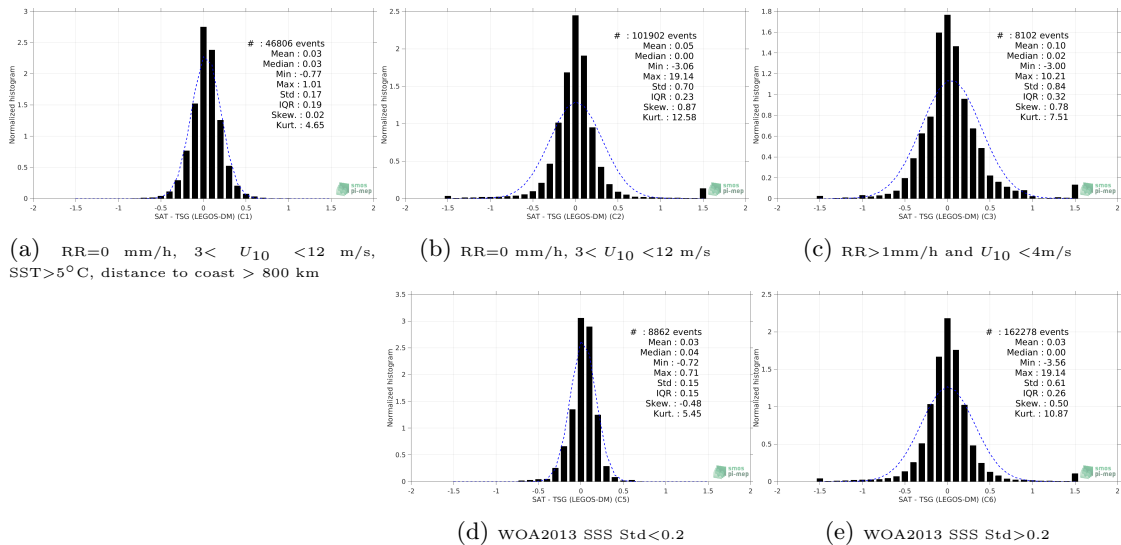 3
2.5
2
1.5
1
0.5
0
-2
-1.5
-1
-0.5
0
0.5
1
1.5
2
Normalized histogram
# : 46806 events
Mean : 0.03
Median : 0.03
Min : -0.77
Max : 1.01
Std : 0.17
IQR : 0.19
Skew. : 0.02
Kurt. : 4.65
smos
pi-mep
SAT - TSG (LEGOS-DM) (C1)
(a) RR=0 mm/h, 3< U10 <12 m/s,
SST>5°C, distance to coast > 800 km
2.5
2
1.5
1
0.5
0
-2
-1.5
-1
-0.5
0
0.5
1
1.5
2
Normalized histogram
# : 101902 events
Mean : 0.05
Median : 0.00
Min : -3.06
Max : 19.14
Std : 0.70
IQR : 0.23
Skew. : 0.87
Kurt. : 12.58
smos
pi-mep
SAT - TSG (LEGOS-DM) (C2)
(b) RR=0 mm/h, 3< U10 <12 m/s
1.8
1.6
1.4
1.2
1
0.8
0.6
0.4
0.2
0
-2
-1.5
-1
-0.5
0
0.5
1
1.5
2
Normalized histogram
# : 8102 events
Mean : 0.10
Median : 0.02
Min : -3.00
Max : 10.21
Std : 0.84
IQR : 0.32
Skew. : 0.78
Kurt. : 7.51
smos
pi-mep
SAT - TSG (LEGOS-DM) (C3)
(c) RR>1mm/h and U10 <4m/s
3.5
3
2.5
2
1.5
1
0.5
0
-2
-1.5
-1
-0.5
0
0.5
1
1.5
2
Normalized histogram
# : 8862 events
Mean : 0.03
Median : 0.04
Min : -0.72
Max : 0.71
Std : 0.15
IQR : 0.15
Skew. : -0.48
Kurt. : 5.45
smos
pi-mep
SAT - TSG (LEGOS-DM) (C5)
(d) WOA2013 SSS Std<0.2
2.5
2
1.5
1
0.5
0
-2
-1.5
-1
-0.5
0
0.5
1
1.5
2
Normalized histogram
# : 162278 events
Mean : 0.03
Median : 0.00
Min : -3.56
Max : 19.14
Std : 0.61
IQR : 0.26
Skew. : 0.50
Kurt. : 10.87
smos
pi-mep
SAT - TSG (LEGOS-DM) (C6)
(e) WOA2013 SSS Std>0.2